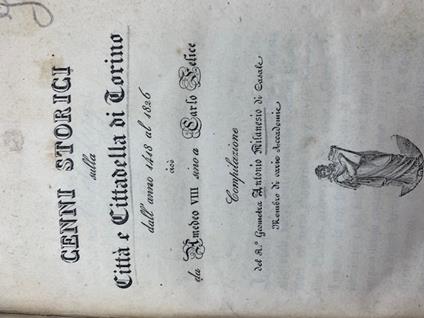 CENNI STORICI
sulla
Città e Cittadella di Torino
dall'anno 1418 al 1826
cioè
da Amedeo VIII sino a Carlo Felice
Compilazione
del R.º Geometra Antonio Milanesio di Casale
Membro di varie Accademie